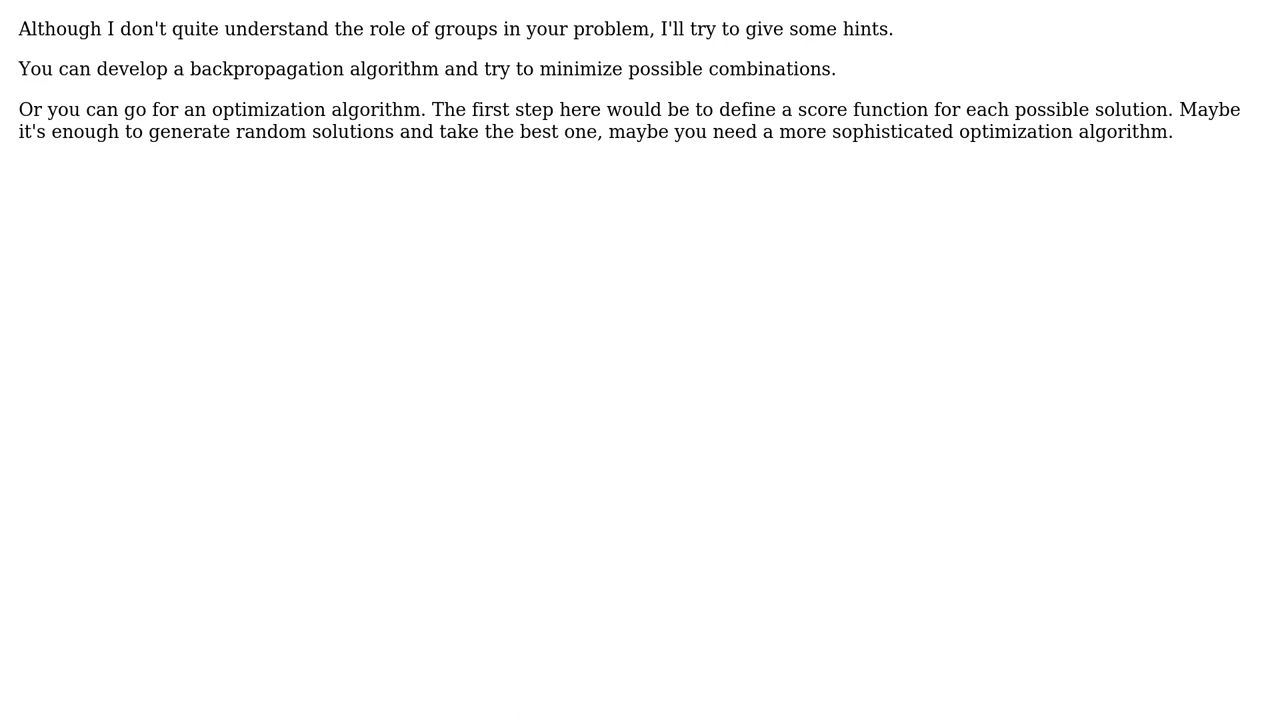 Although I don't quite understand the role of groups in your problem, I'll try to give some hints.
You can develop a backpropagation algorithm and try to minimize possible combinations.
Or you can go for an optimization algorithm. The first step here would be to define a score function for each possible solution. Maybe
it's enough to generate random solutions and take the best one, maybe you need a more sophisticated optimization algorithm.